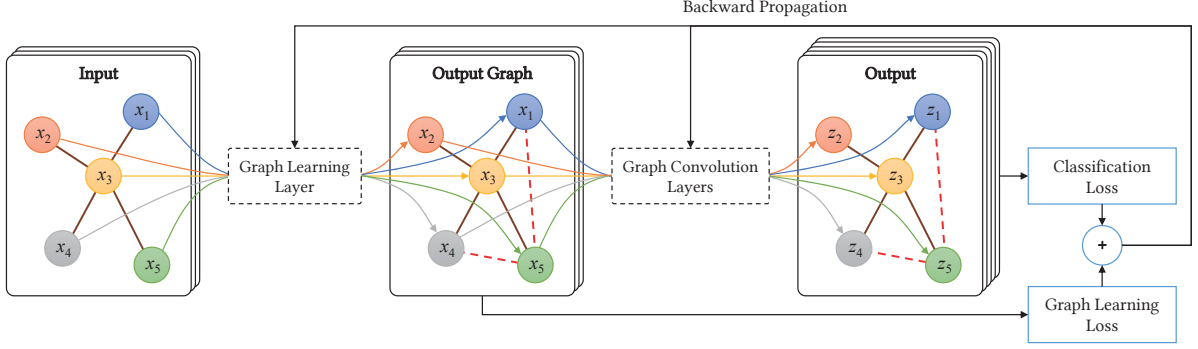 Backward Propagation
Input
x₁
x₂
x₃
x₄
x₅
Graph Learning
Layer
Output Graph
x₁
x₂
x₃
x₄
x₅
Graph Convolution
Layers
Output
z₁
z₂
z₃
z₄
z₅
Classification
Loss
+
Graph Learning
Loss